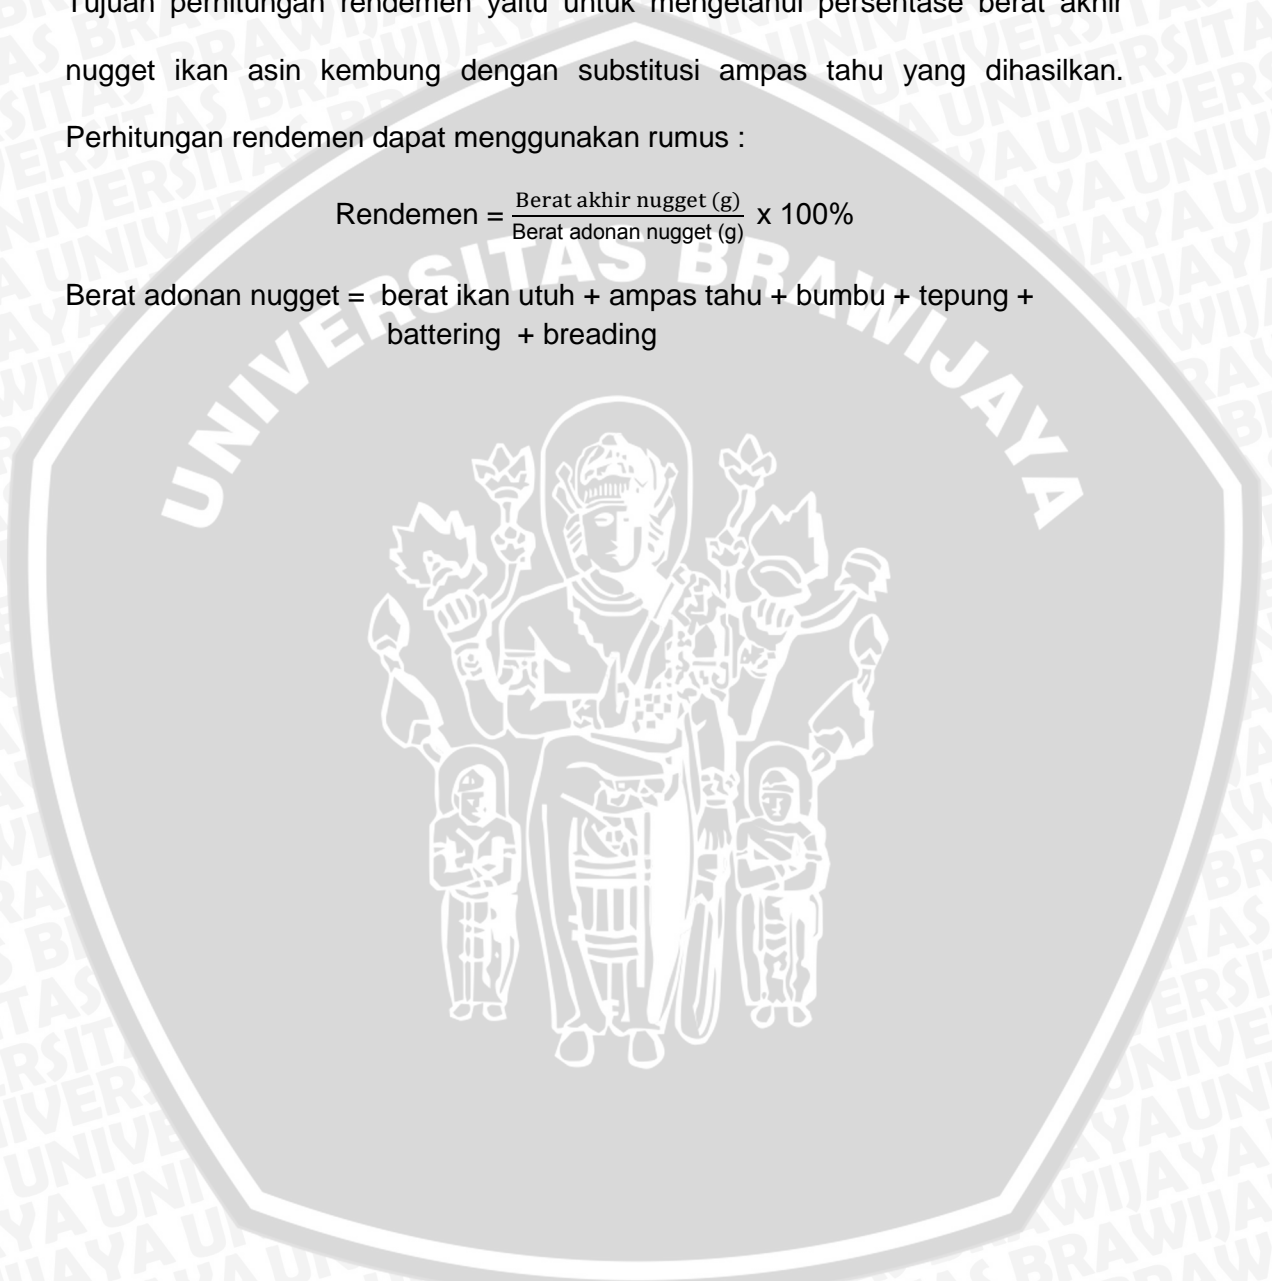 Tujuan perhitungan rendemen yaitu untuk mengetahui persentase berat akhir
nugget ikan asin kembung dengan substitusi ampas tahu yang dihasilkan.
Perhitungan rendemen dapat menggunakan rumus :
Rendemen = Berat akhir nugget (g) / Berat adonan nugget (g) x 100%
Berat adonan nugget = berat ikan utuh + ampas tahu + bumbu + tepung +
battering + breading
UNIVERSITAS BRAWIJAYA